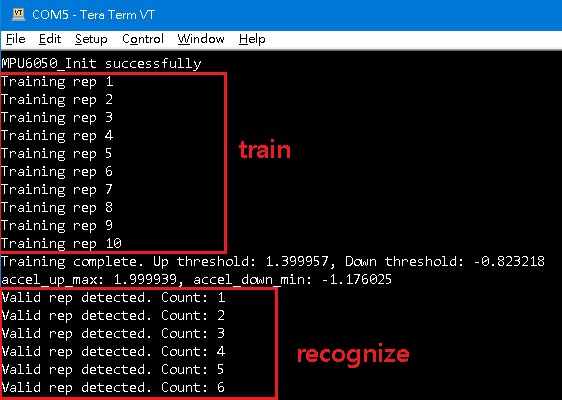 COM5 - Tera Term VT
File Edit Setup Control Window Help
MPU6050_Init successfully
Training rep 1
Training rep 2
Training rep 3
Training rep 4
Training rep 5
Training rep 6
Training rep 7
Training rep 8
Training rep 9
Training rep 10
train
Training complete. Up threshold: 1.399957, Down threshold: -0.823218
accel_up_max: 1.999939, accel_down_min: -1.176025
Valid rep detected. Count: 1
Valid rep detected. Count: 2
Valid rep detected. Count: 3
Valid rep detected. Count: 4
Valid rep detected. Count: 5
Valid rep detected. Count: 6
recognize